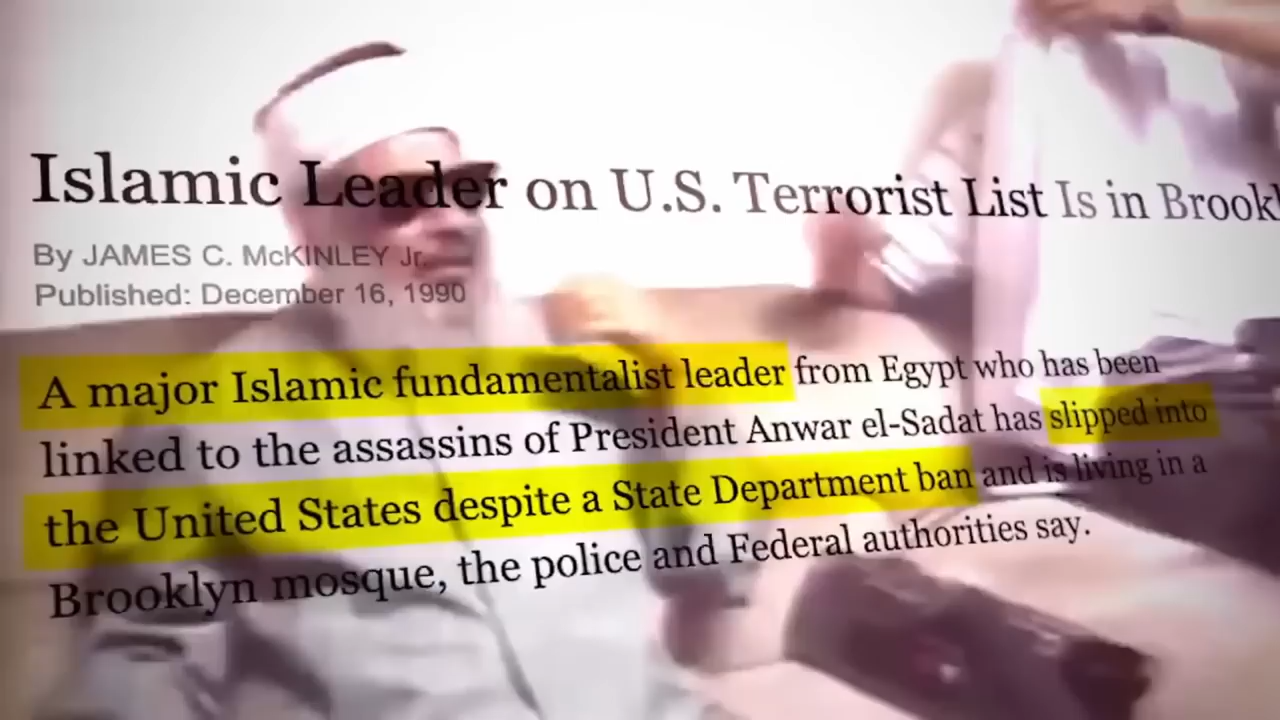 Islamic Leader on U.S. Terrorist List Is in Brookl
By JAMES C. McKINLEY Jr.
Published: December 16, 1990
A major Islamic fundamentalist leader from Egypt who has been
linked to the assassins of President Anwar el-Sadat has slipped into
the United States despite a State Department ban and is living in a
Brooklyn mosque, the police and Federal authorities say.